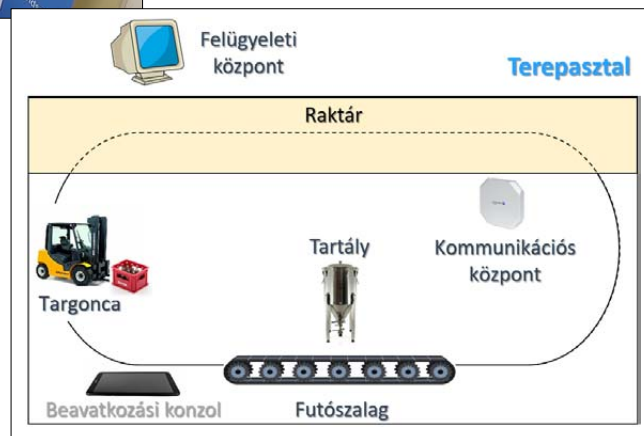 Felügyeleti
központ
Terepasztal
Raktár
Targonca
Tartály
Kommunikációs
központ
Beavatkozási konzol
Futószalag